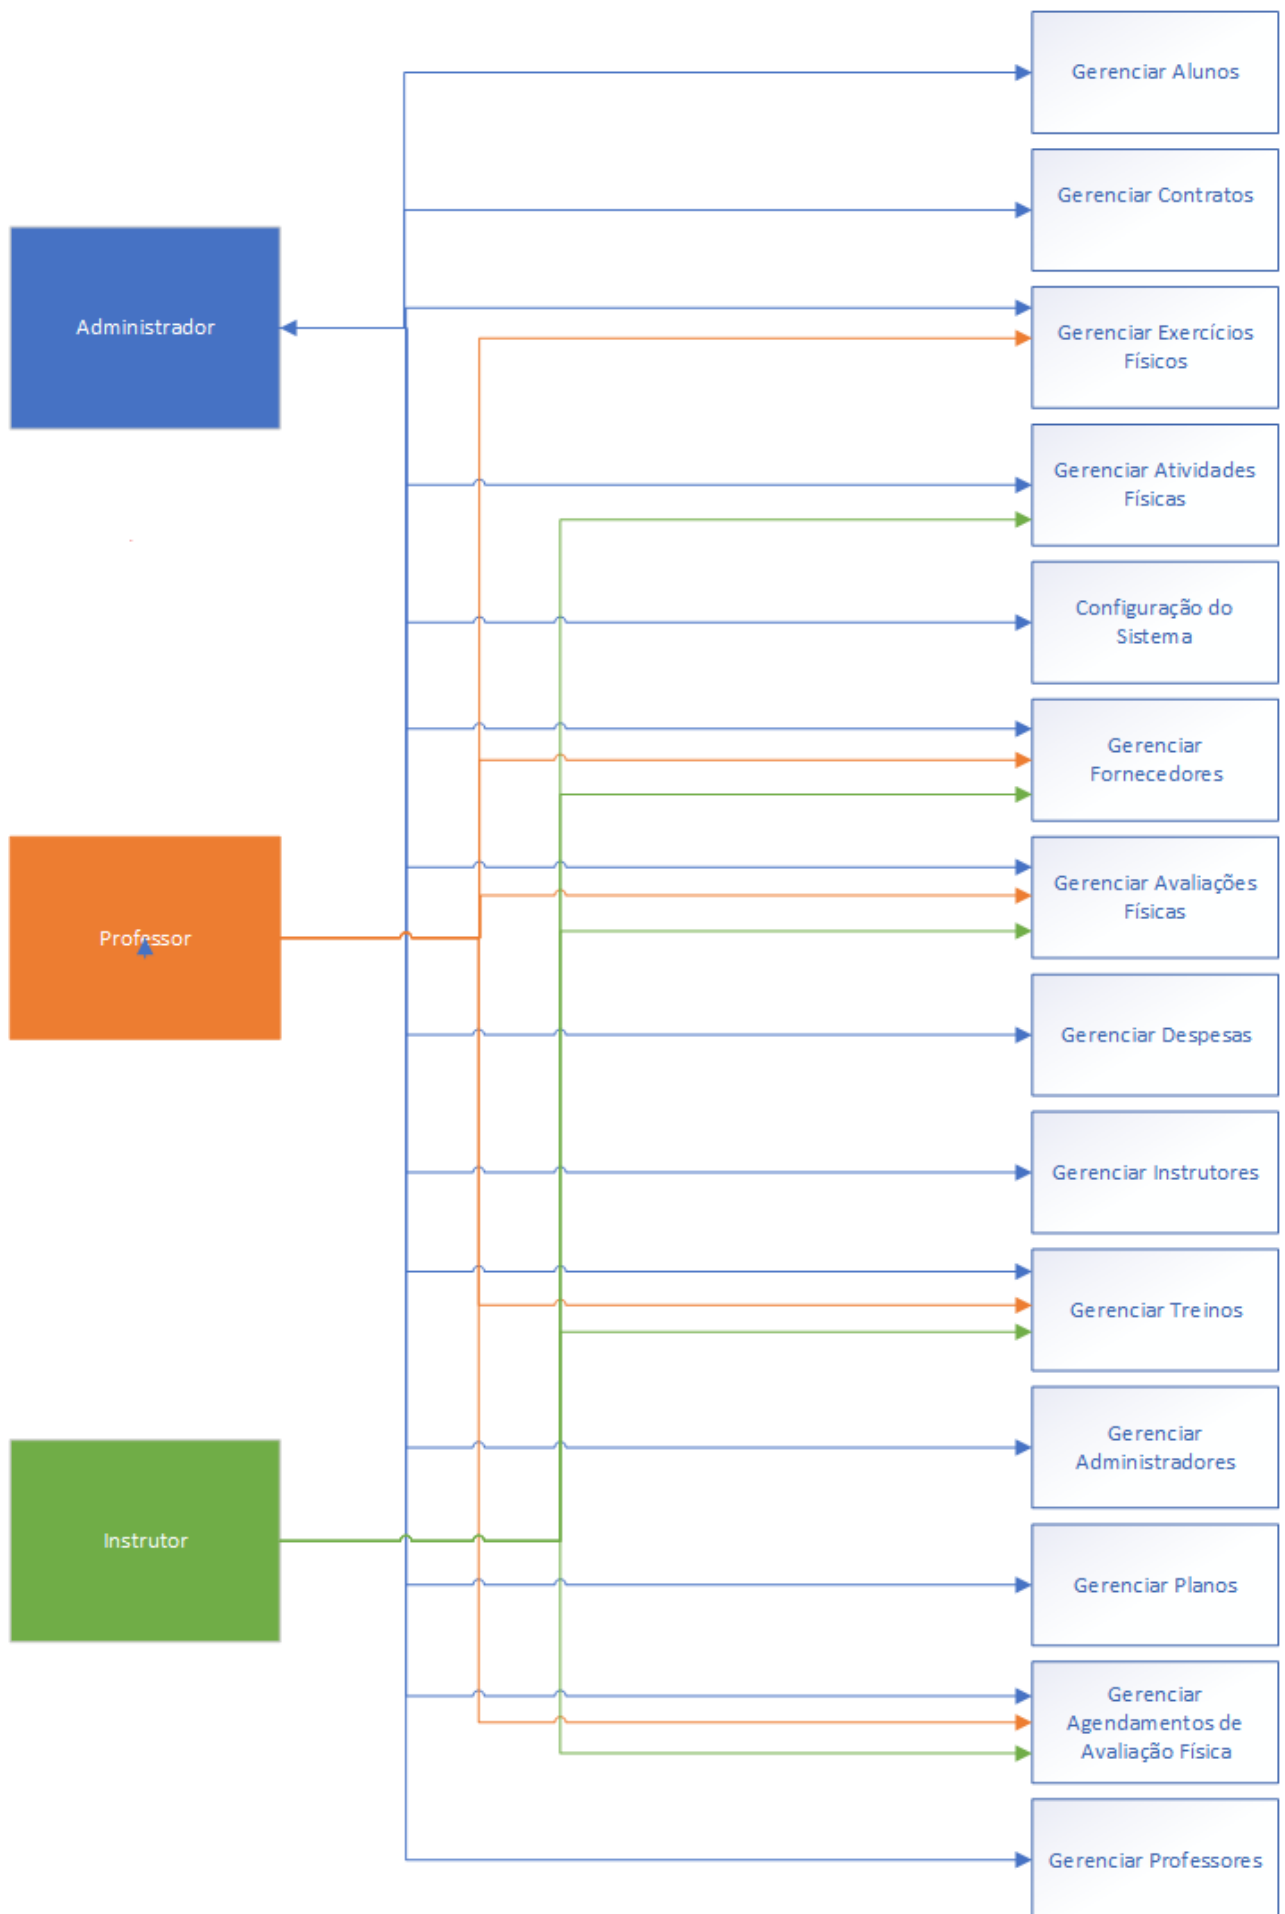 Gerenciar Alunos
Gerenciar Contratos
Administrador
Gerenciar Exercícios
Físicos
Gerenciar Atividades
Físicas
Configuração do
Sistema
Gerenciar
Fornecedores
Professor
Gerenciar Avaliações
Físicas
Gerenciar Despesas
Gerenciar Instrutores
Gerenciar Treinos
Gerenciar
Administradores
Instrutor
Gerenciar Planos
Gerenciar
Agendamentos de
Avaliação Física
Gerenciar Professores